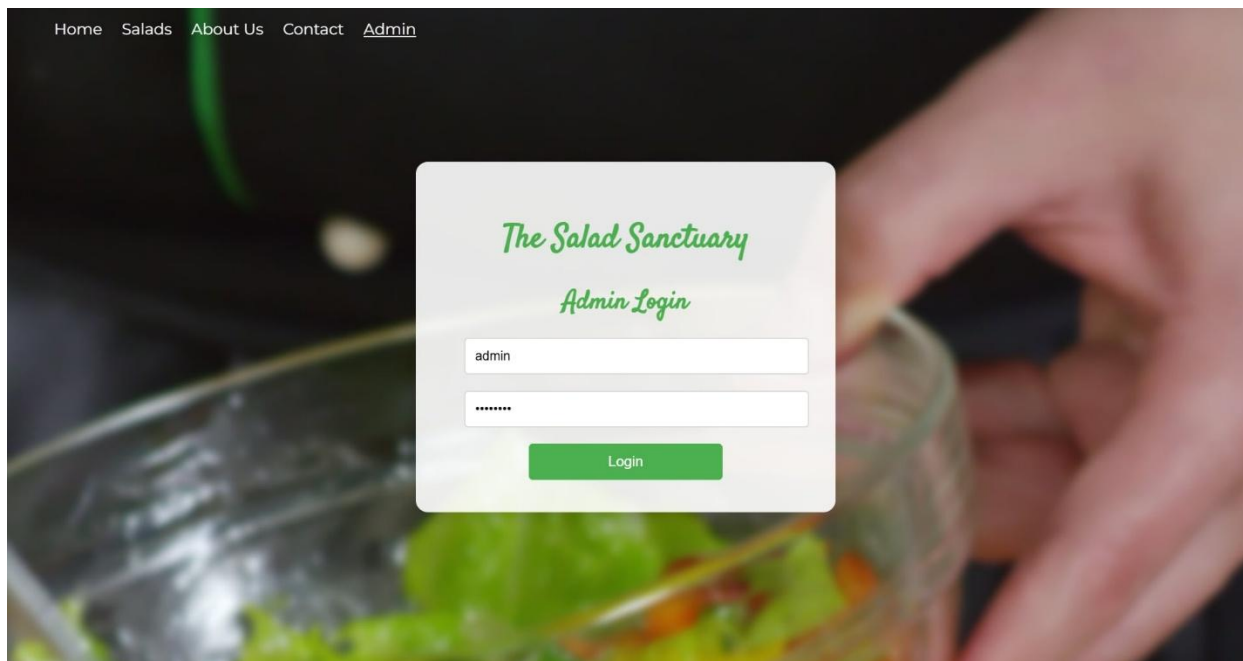 Home Salads About Us Contact Admin
The Salad Sanctuary
Admin Login
admin
••••••••
Login